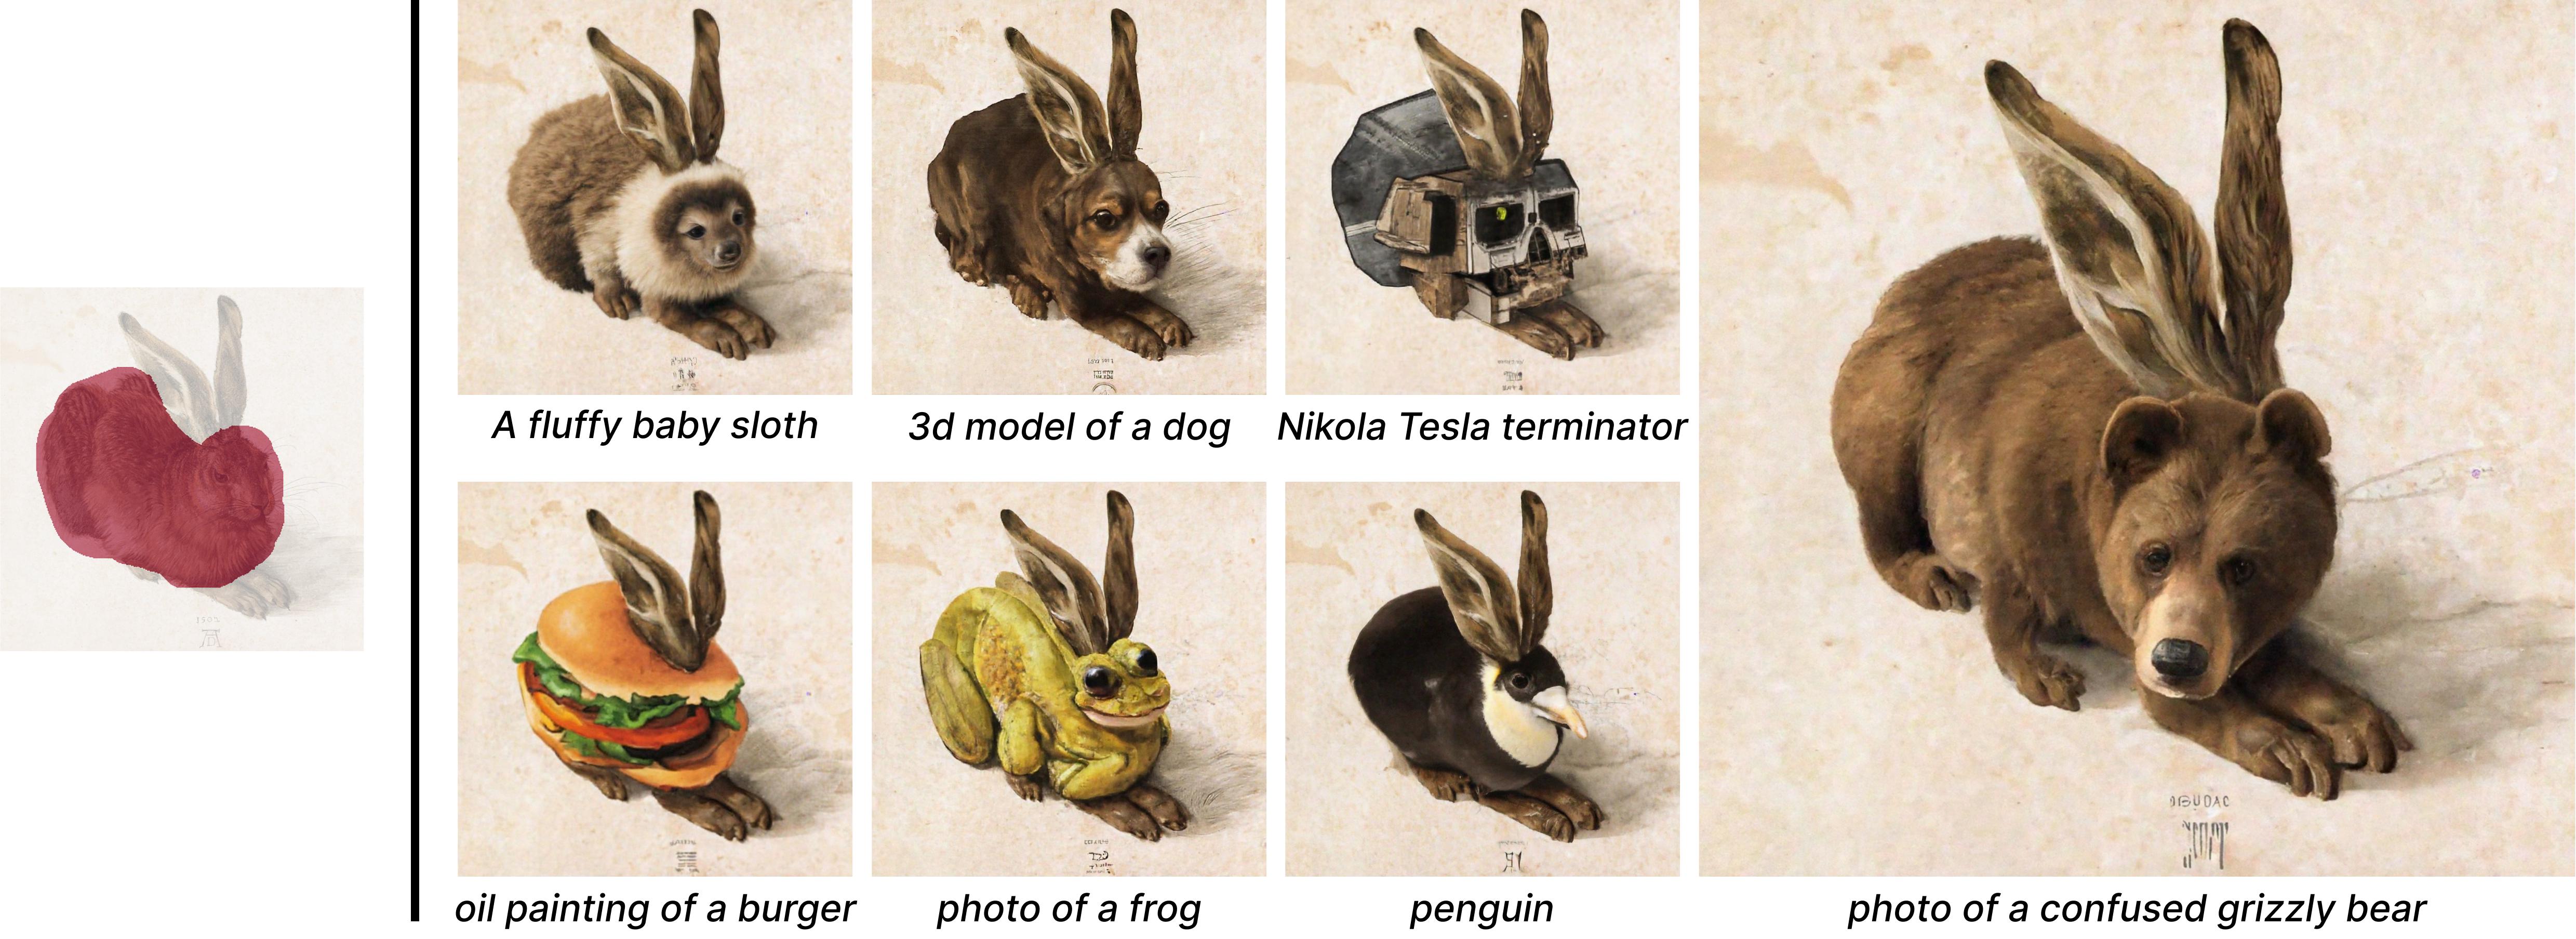 1502
A fluffy baby sloth
3d model of a dog
Nikola Tesla terminator
oil painting of a burger
photo of a frog
penguin
photo of a confused grizzly bear